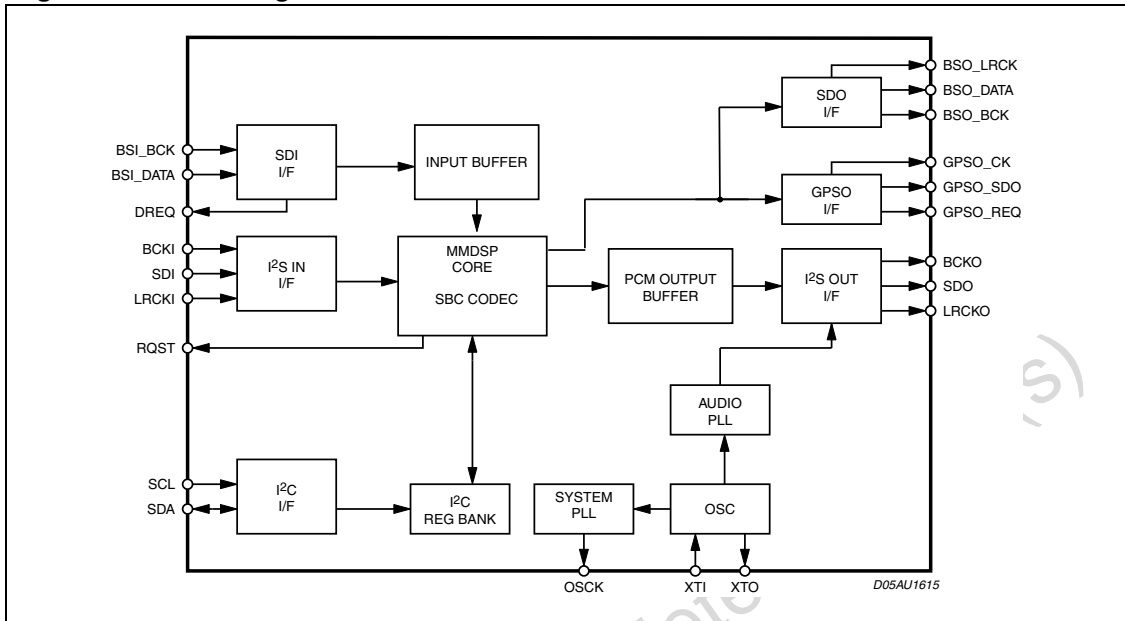 BSO_LRCK
SDO
I/F
BSO_DATA
BSO_BCK
BSI_BCK
BSI_DATA
SDI
I/F
INPUT BUFFER
GPSO_CK
GPSO
I/F
GPSO_SDO
GPSO_REQ
DREQ
BCKI
SDI
LRCKI
I²S IN
I/F
MMDSP
CORE
SBC CODEC
PCM OUTPUT
BUFFER
I²S OUT
I/F
BCKO
SDO
LRCKO
RQST
AUDIO
PLL
SCL
SDA
I²C
I/F
I²C
REG BANK
SYSTEM
PLL
OSC
OSCK
XTI
XTO
D05AU1615
s)